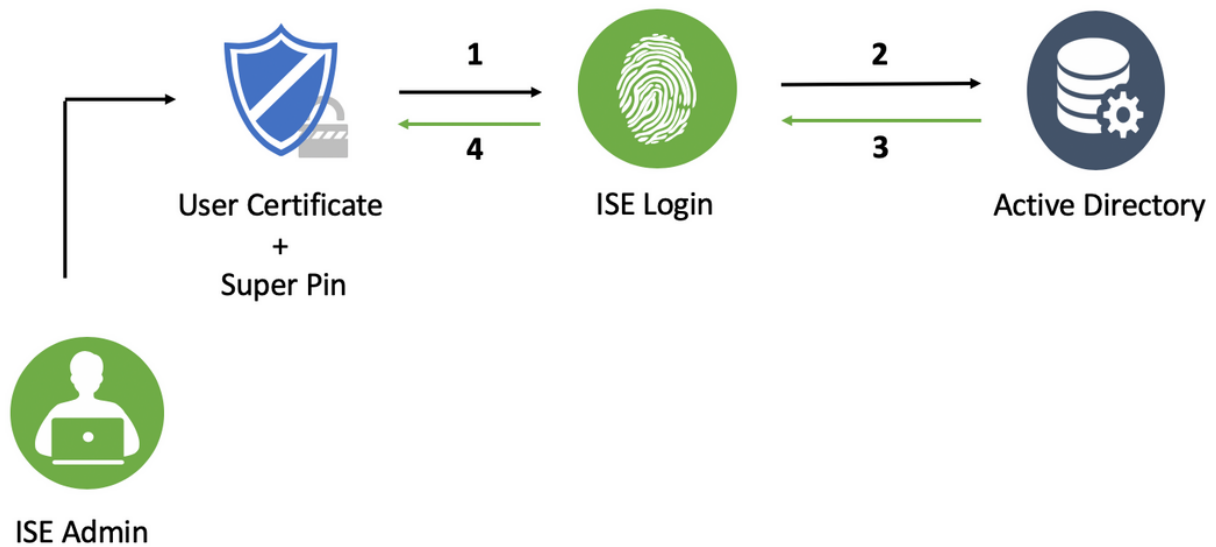 1
2
4
3
User Certificate
+
Super Pin
ISE Login
Active Directory
ISE Admin